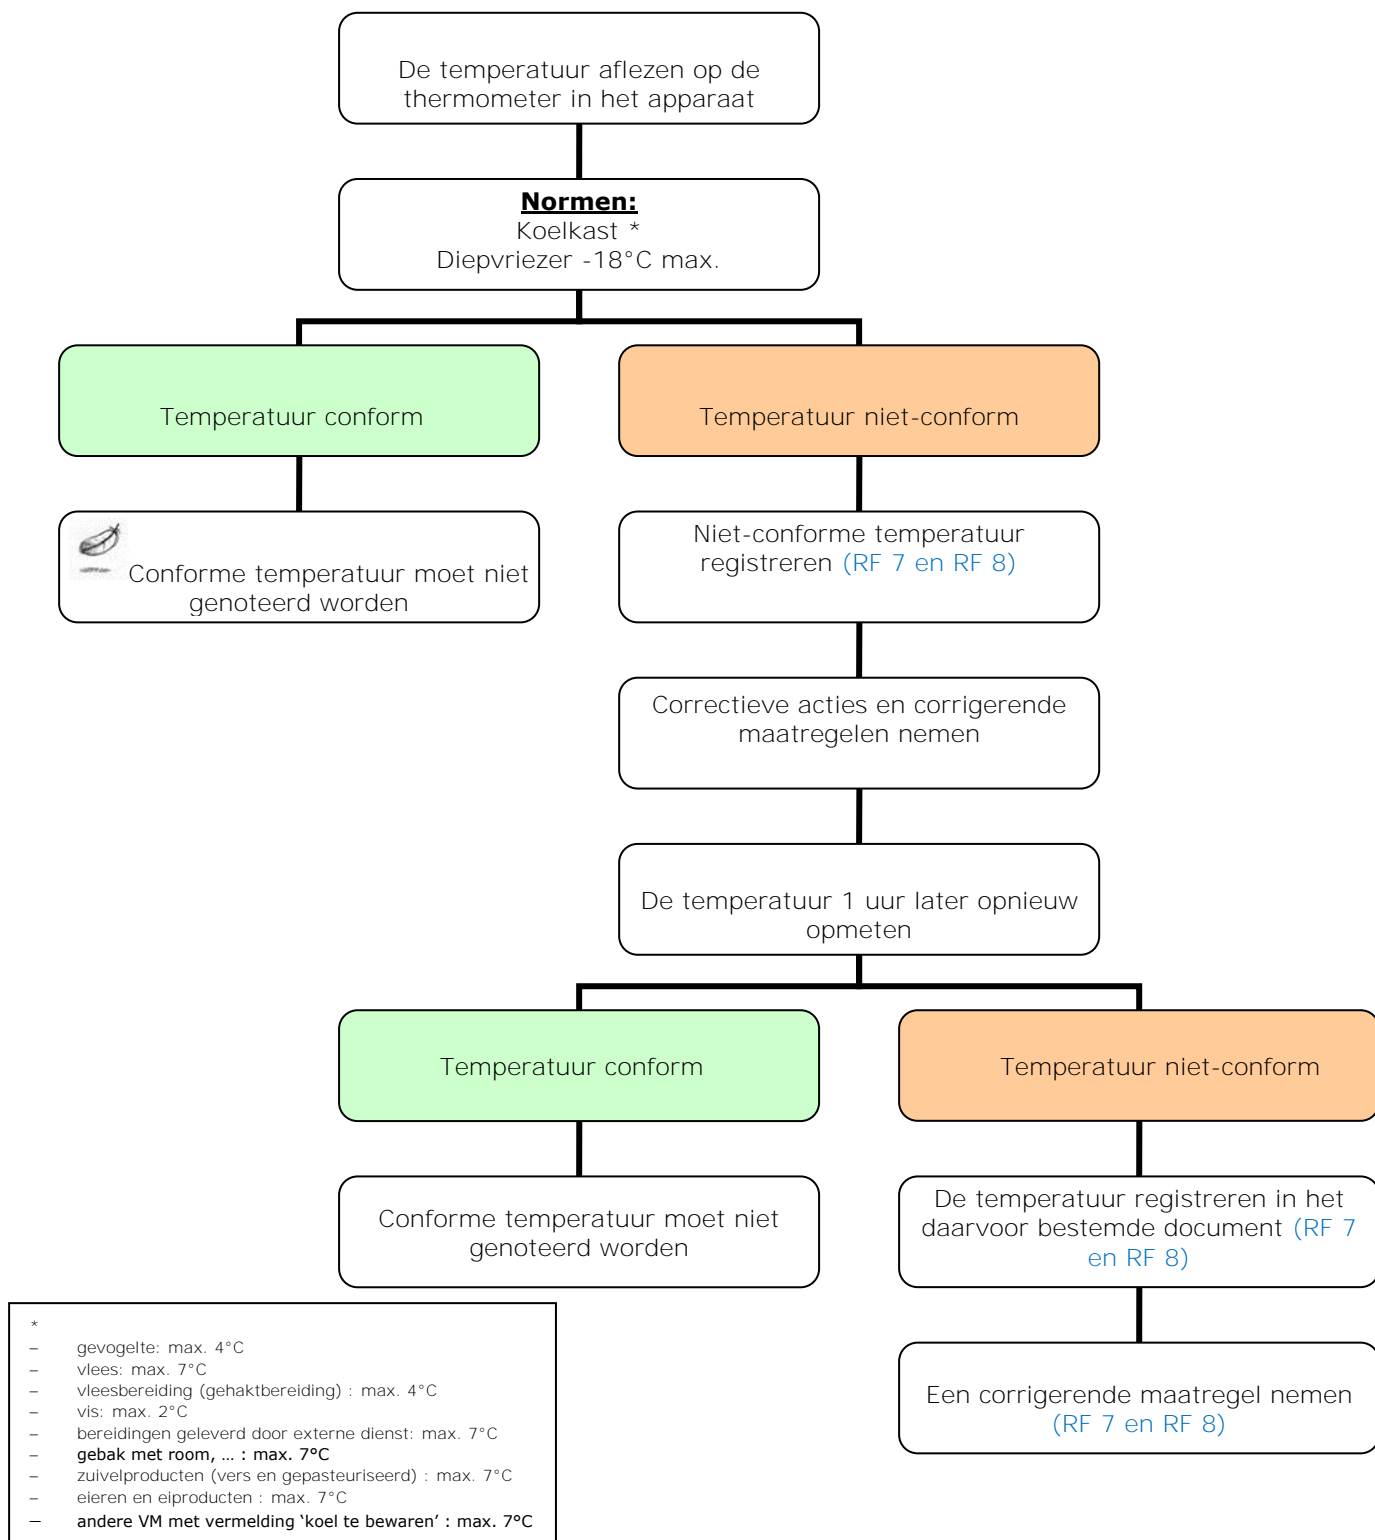 De temperatuur aflezen op de
thermometer in het apparaat
Normen:
Koelkast *
Diepvriezer -18°C max.
Temperatuur conform
Temperatuur niet-conform
Conforme temperatuur moet niet
genoteerd worden
Niet-conforme temperatuur
registreren (RF 7 en RF 8)
Correctieve acties en corrigerende
maatregelen nemen
De temperatuur 1 uur later opnieuw
opmeten
Temperatuur conform
Temperatuur niet-conform
Conforme temperatuur moet niet
genoteerd worden
De temperatuur registreren in het
daarvoor bestemde document (RF 7
en RF 8)
Een corrigerende maatregel nemen
(RF 7 en RF 8)
*
– gevogelte: max. 4°C
– vlees: max. 7°C
– vleesbereiding (gehaktbereiding) : max. 4°C
– vis: max. 2°C
– bereidingen geleverd door externe dienst: max. 7°C
– gebak met room, … : max. 7°C
– zuivelproducten (vers en gepasteuriseerd) : max. 7°C
– eieren en eiproducten : max. 7°C
– andere VM met vermelding ‘koel te bewaren’ : max. 7°C